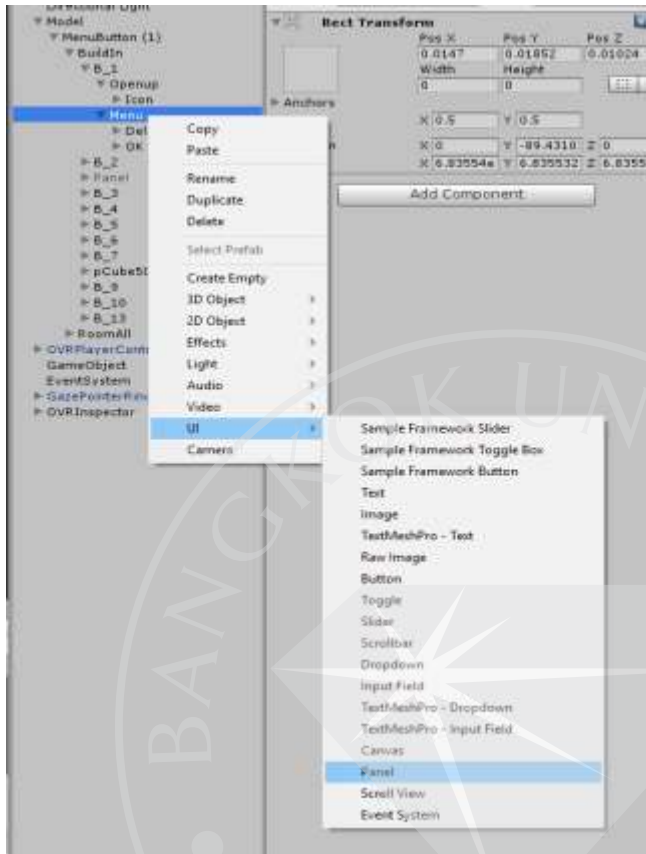 Directional Light
Model
MenuButton (1)
BuildIn
B_1
Openup
Icon
Menu
Del
OK
B_2
Panel
B_3
B_4
B_5
B_6
B_7
B_9
B_10
B_13
RoomAll
GameObject
EventSystem
OVRInspector
Rect Transform
Pos X Pos Y Pos Z
0.0147 0.01852 0.01024
Width Height
0 0
Anchors
X 0.5 Y 0.5
X 0 Y -89.4310 Z 0
X 6.83554e Y 6.835532 Z 6.8355
Add Component
Copy
Paste
Rename
Duplicate
Delete
Select Prefab
Create Empty
3D Object
2D Object
Effects
Light
Audio
Video
UI
Camera
Sample Framework Slider
Sample Framework Toggle Box
Sample Framework Button
Text
Image
TextMeshPro - Text
Raw Image
Button
Toggle
Slider
Scrollbar
Dropdown
Input Field
TextMeshPro - Dropdown
TextMeshPro - Input Field
Canvas
Panel
Scroll View
Event System
BANGKOK UN